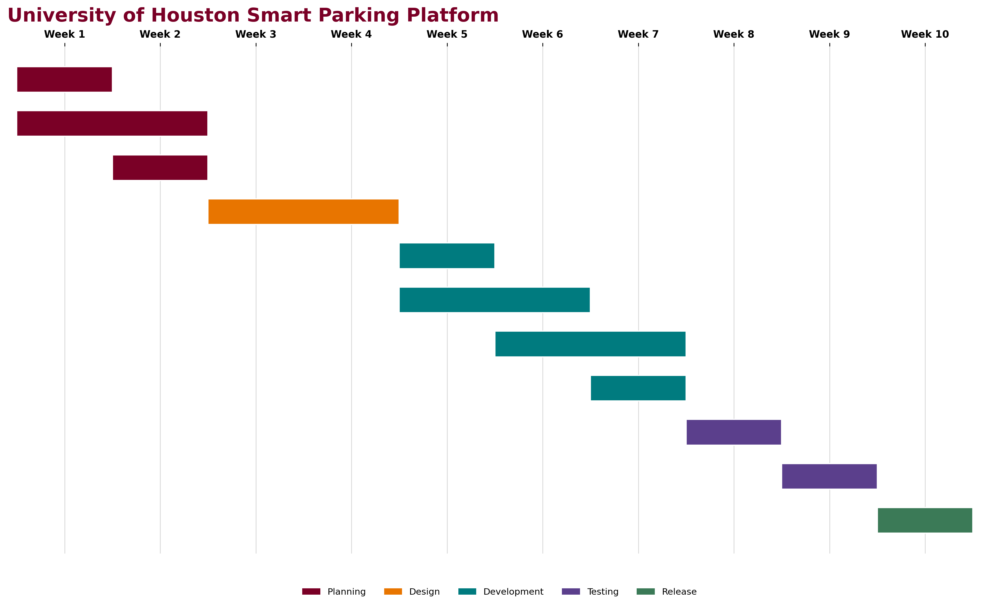 University of Houston Smart Parking Platform
Week 1 Week 2 Week 3 Week 4 Week 5 Week 6 Week 7 Week 8 Week 9 Week 10
Planning Design Development Testing Release